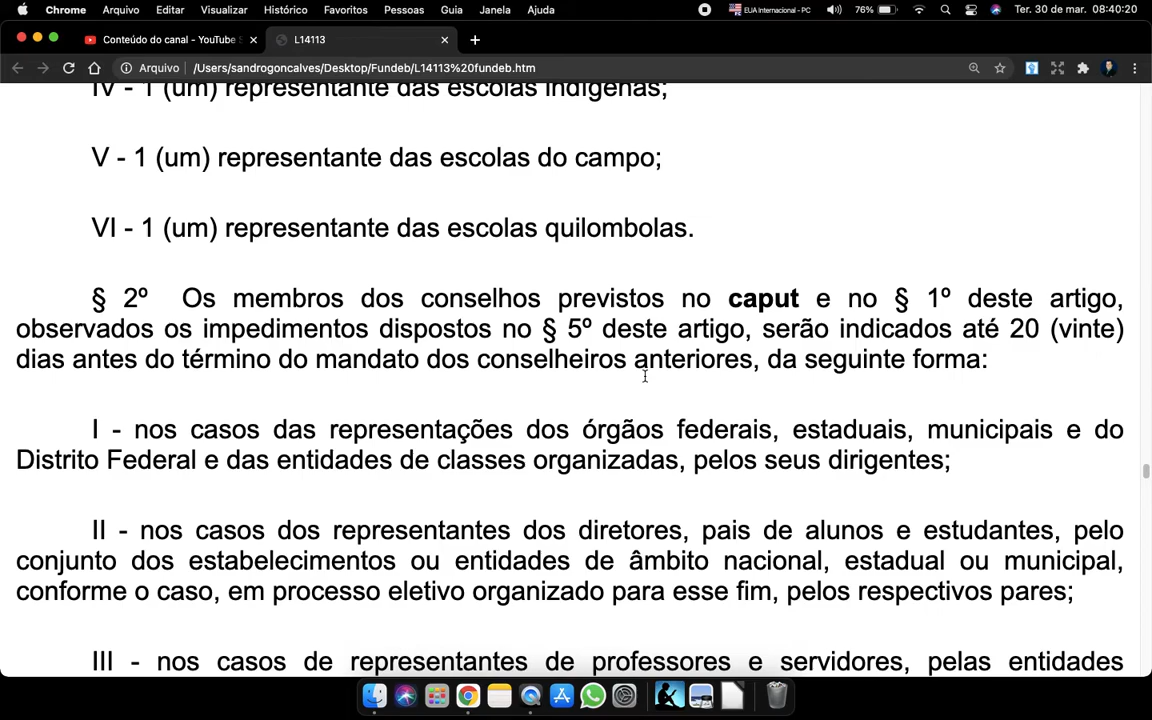 Chrome Arquivo Editar Visualizar Histórico Favoritos Pessoas Guia Janela Ajuda EUA Internacional - PC 76% Ter. 30 de mar. 08:40:20
Conteúdo do canal - YouTube S L14113
Arquivo /Users/sandrogoncalves/Desktop/Fundeb/L14113%20fundeb.htm
IV - 1 (um) representante das escolas indígenas;
V - 1 (um) representante das escolas do campo;
VI - 1 (um) representante das escolas quilombolas.
§ 2º Os membros dos conselhos previstos no caput e no § 1º deste artigo,
observados os impedimentos dispostos no § 5º deste artigo, serão indicados até 20 (vinte)
dias antes do término do mandato dos conselheiros anteriores, da seguinte forma:
I - nos casos das representações dos órgãos federais, estaduais, municipais e do
Distrito Federal e das entidades de classes organizadas, pelos seus dirigentes;
II - nos casos dos representantes dos diretores, pais de alunos e estudantes, pelo
conjunto dos estabelecimentos ou entidades de âmbito nacional, estadual ou municipal,
conforme o caso, em processo eletivo organizado para esse fim, pelos respectivos pares;
III - nos casos de representantes de professores e servidores, pelas entidades